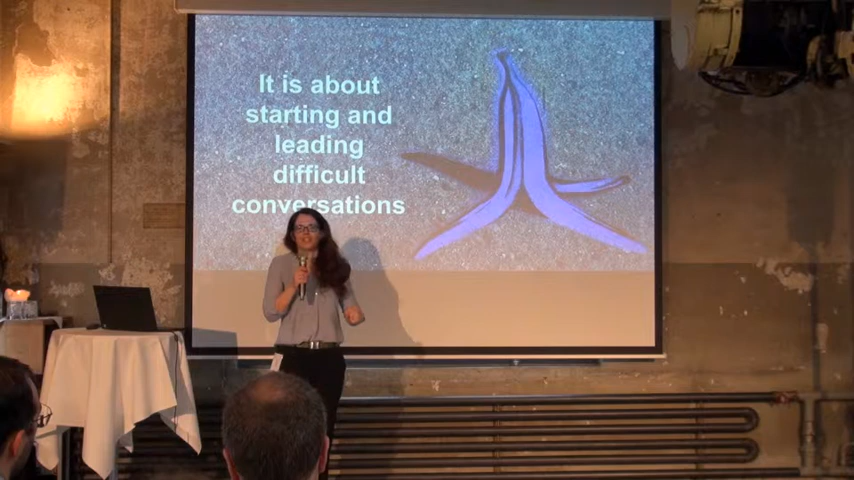 It is about
starting and
leading
difficult
conversations